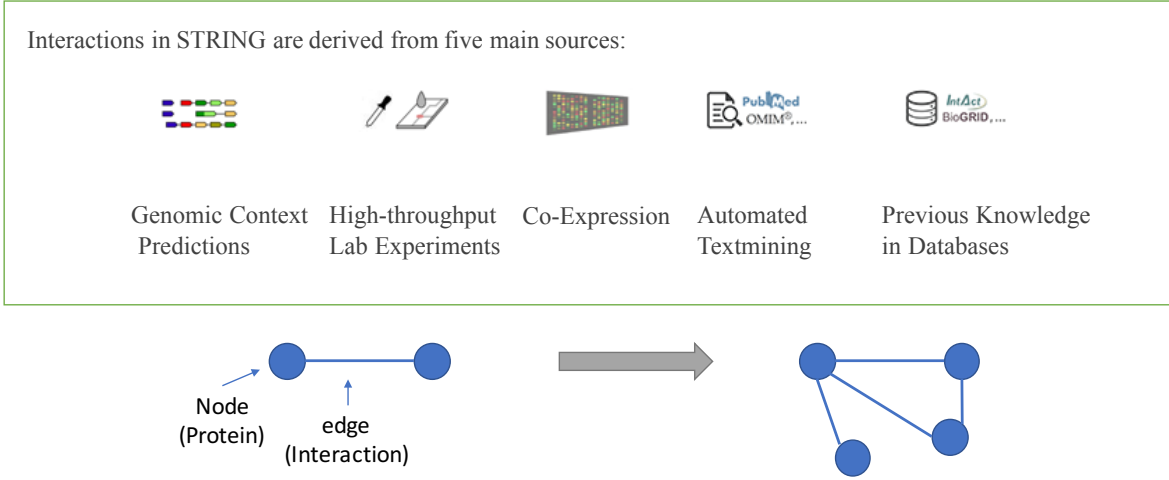 Interactions in STRING are derived from five main sources:
PubMed
OMIM®,...
IntAct
BioGRID,...
Genomic Context
Predictions
High-throughput
Lab Experiments
Co-Expression
Automated
Textmining
Previous Knowledge
in Databases
Node
(Protein)
edge
(Interaction)